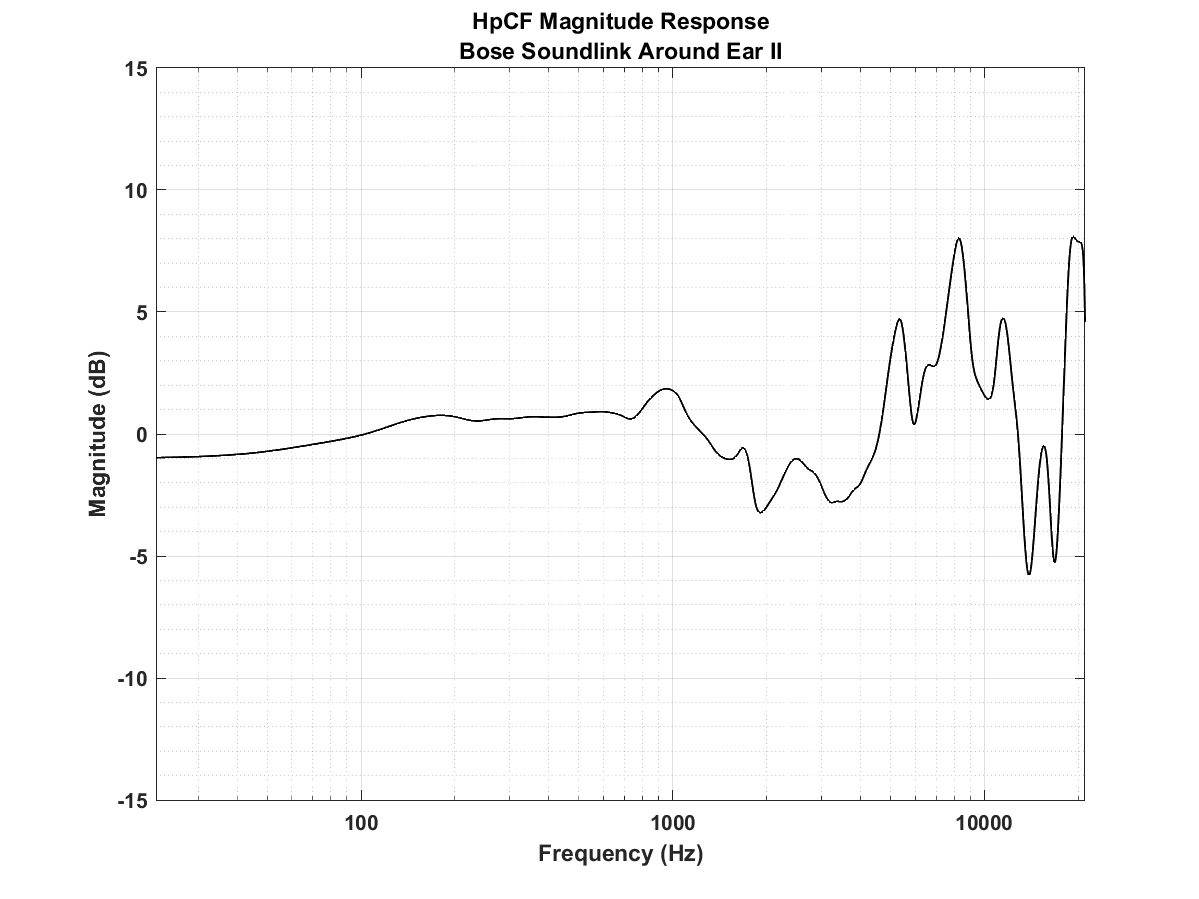 HpCF Magnitude Response
Bose Soundlink Around Ear II
15
10
5
0
-5
-10
-15
Magnitude (dB)
100
1000
10000
Frequency (Hz)